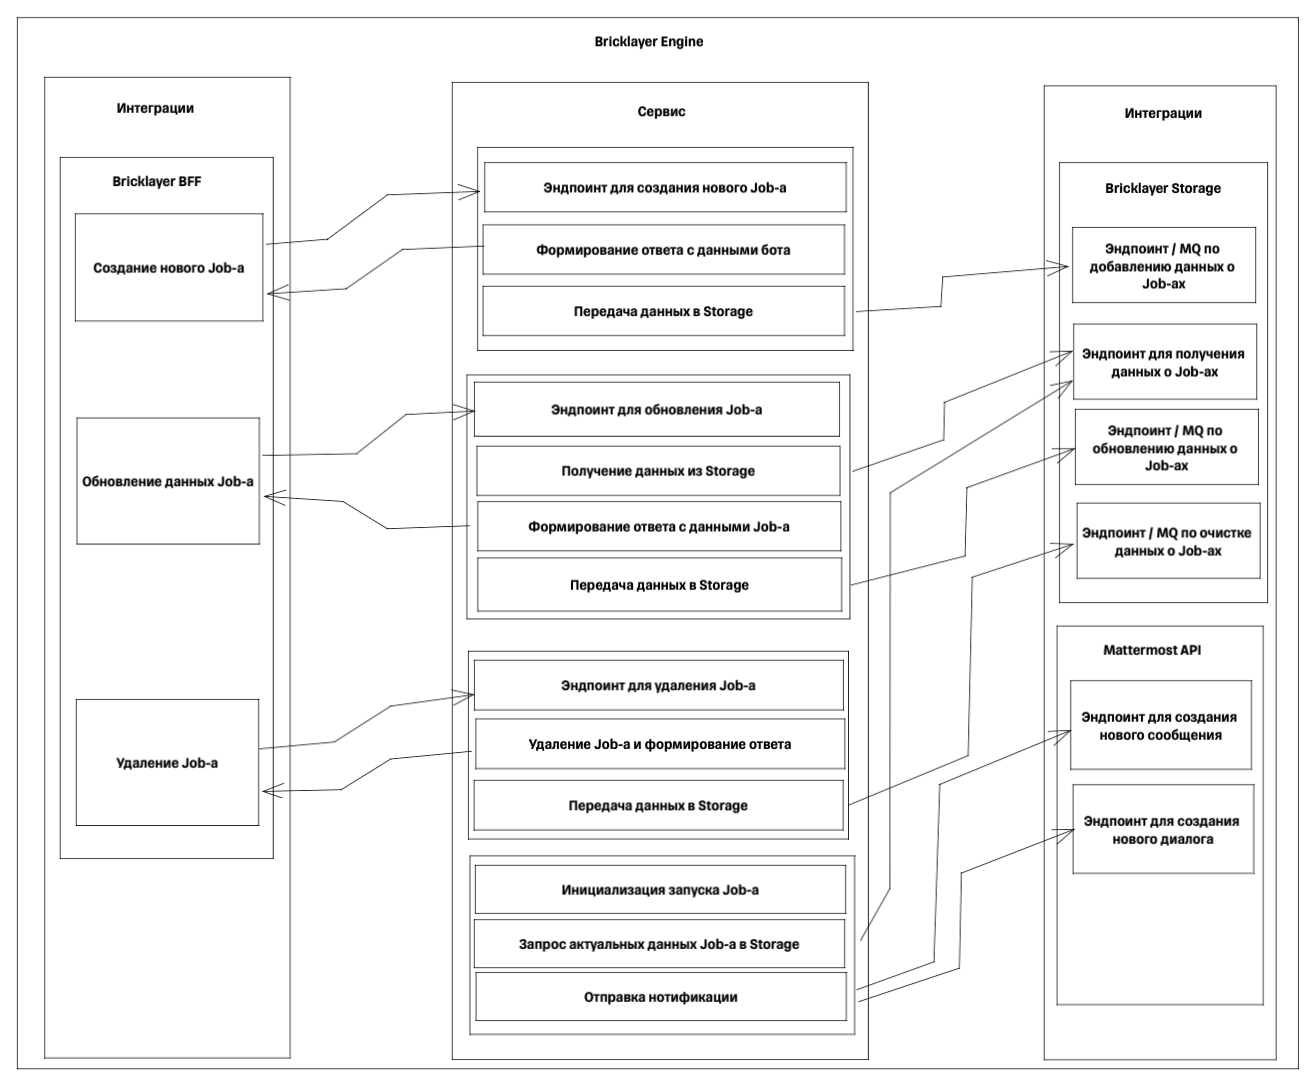 Bricklayer Engine
Интеграции
Bricklayer BFF
Создание нового Job-а
Обновление данных Job-а
Удаление Job-а
Сервис
Эндпоинт для создания нового Job-а
Формирование ответа с данными бота
Передача данных в Storage
Эндпоинт для обновления Job-а
Получение данных из Storage
Формирование ответа с данными Job-а
Передача данных в Storage
Эндпоинт для удаления Job-а
Удаление Job-а и формирование ответа
Передача данных в Storage
Инициализация запуска Job-а
Запрос актуальных данных Job-а в Storage
Отправка нотификации
Интеграции
Bricklayer Storage
Эндпоинт / MQ по
добавлению данных о
Job-ах
Эндпоинт для получения
данных о Job-ах
Эндпоинт / MQ по
обновлению данных о
Job-ах
Эндпоинт / MQ по очистке
данных о Job-ах
Mattermost API
Эндпоинт для создания
нового сообщения
Эндпоинт для создания
нового диалога